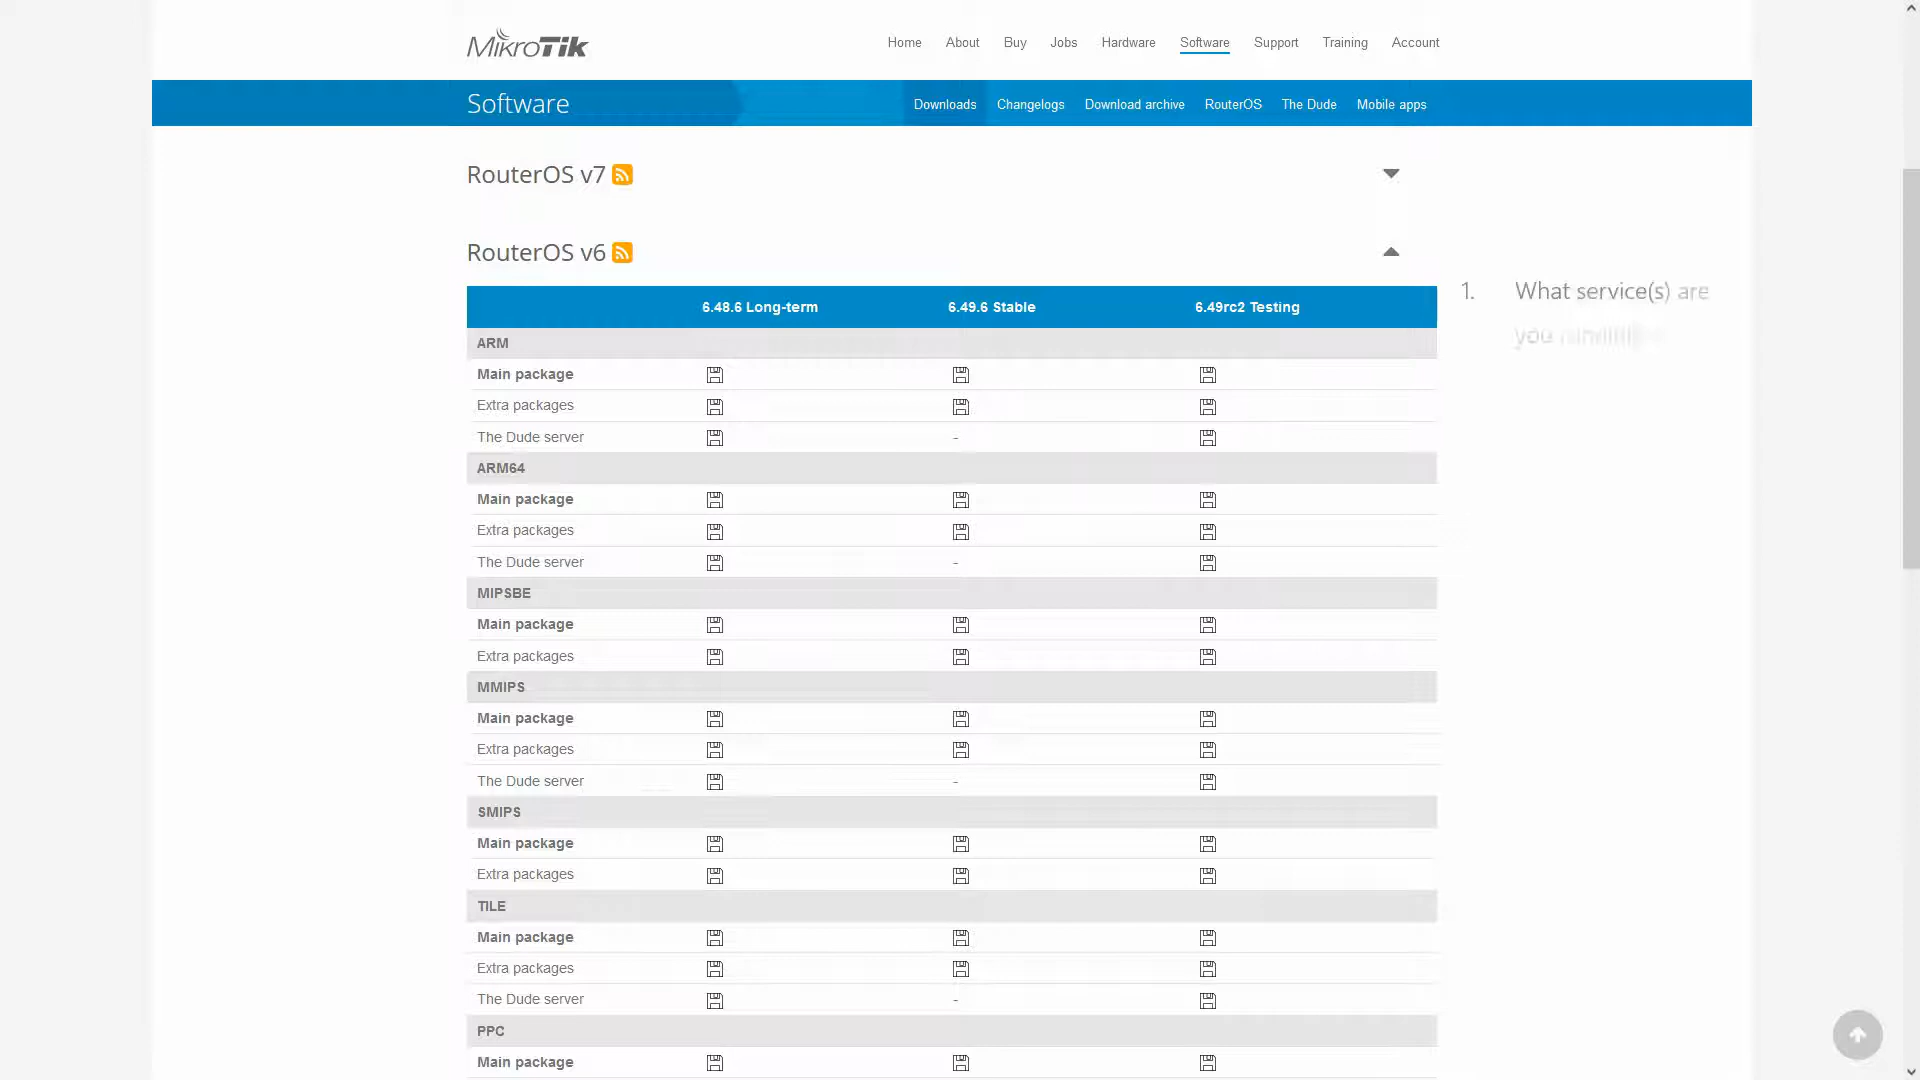 MikroTik
Home About Buy Jobs Hardware Software Support Training Account
Software
Downloads Changelogs Download archive RouterOS The Dude Mobile apps
RouterOS v7
RouterOS v6
6.48.6 Long-term 6.49.6 Stable 6.49rc2 Testing
1. What service(s) are
you
ARM
Main package
Extra packages
The Dude server -
ARM64
Main package
Extra packages
The Dude server -
MIPSBE
Main package
Extra packages
MMIPS
Main package
Extra packages
The Dude server -
SMIPS
Main package
Extra packages
TILE
Main package
Extra packages
The Dude server -
PPC
Main package